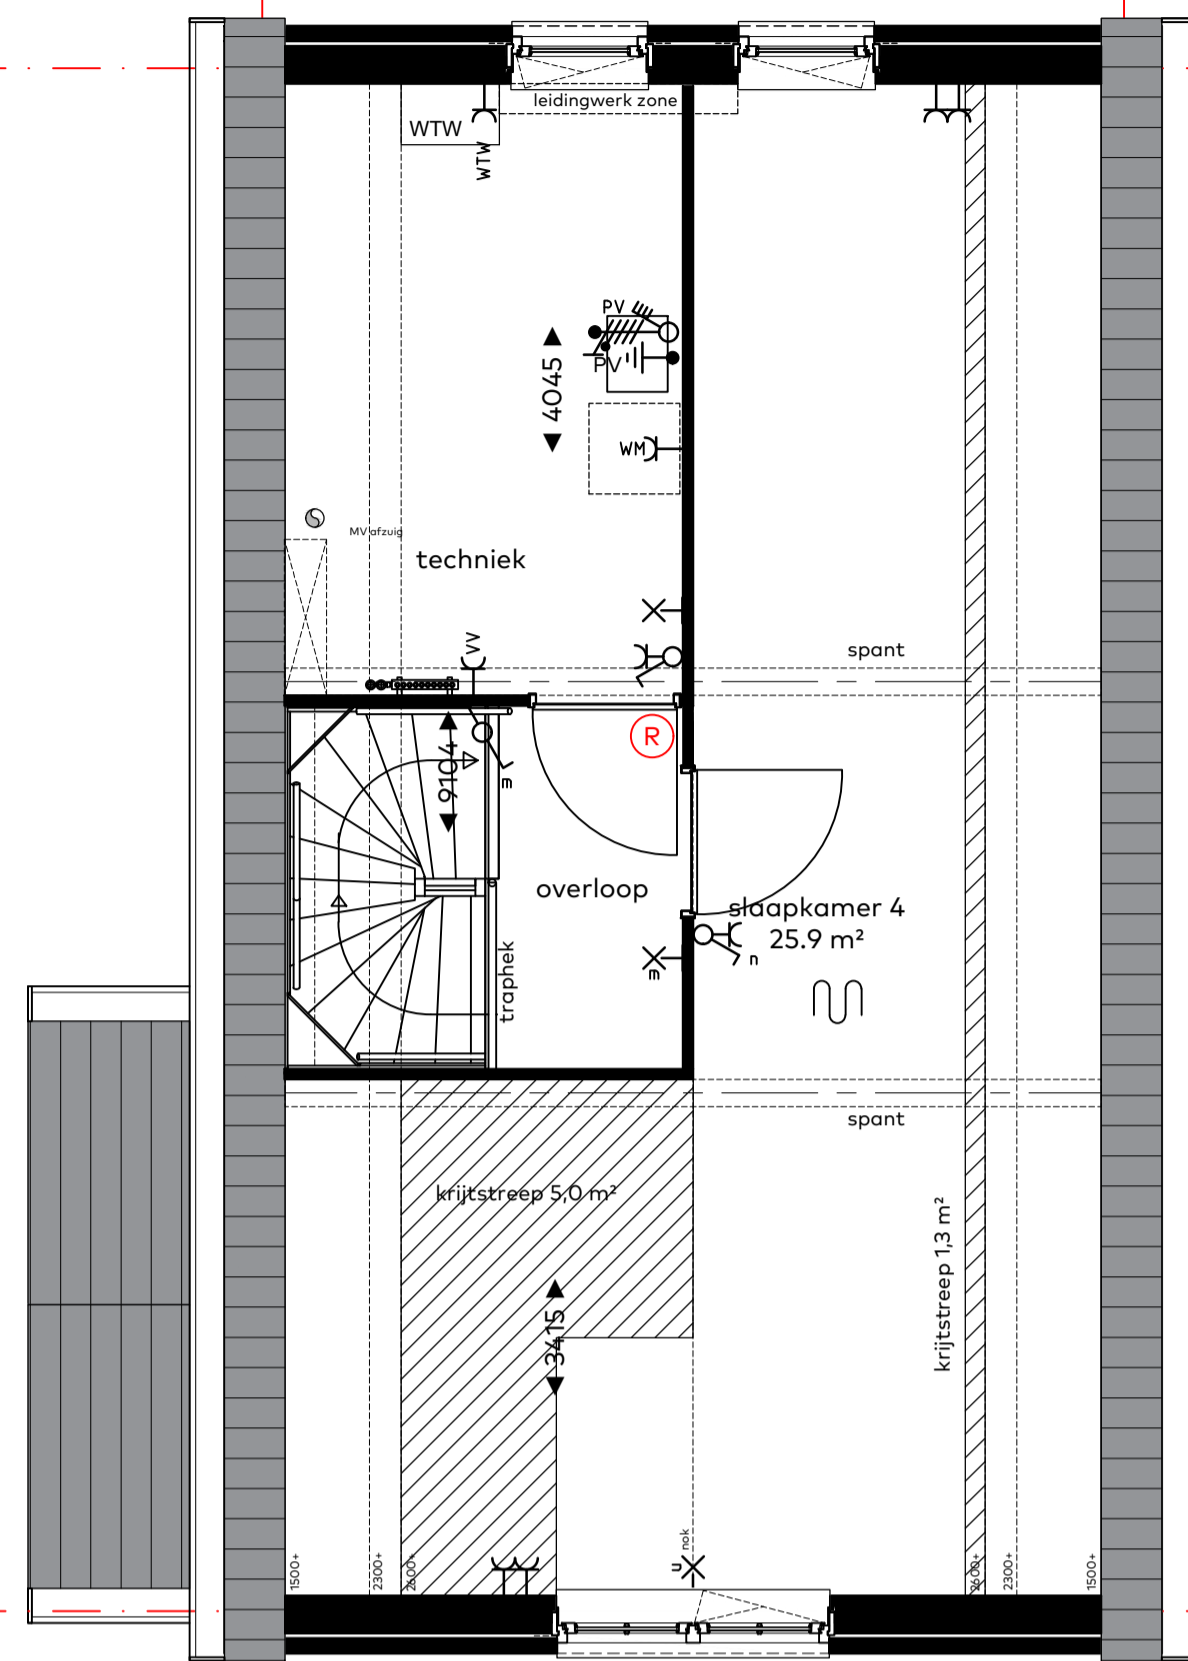 leidingwerk zone
WTW
WTW
PV
PV
4045
WM
MV afzuig
techniek
VV
spant
R
9104
m
overloop
slaapkamer 4
25.9 m²
n
traphek
m
spant
krijtstreep 5,0 m²
krijtstreep 1,3 m²
3415
nok
n
1500+
2300+
2600+
2600+
2300+
1500+